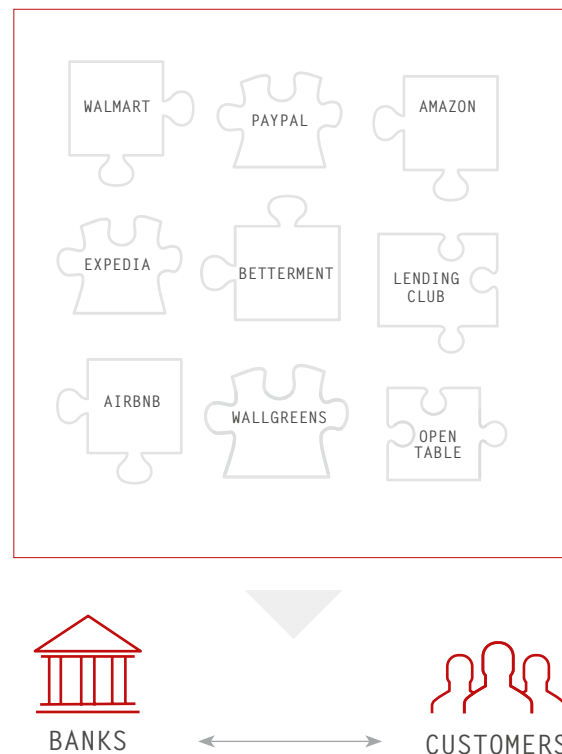 WALMART
PAYPAL
AMAZON
EXPEDIA
BETTERMENT
LENDING
CLUB
AIRBNB
WALLGREENS
OPEN
TABLE
BANKS
CUSTOMERS